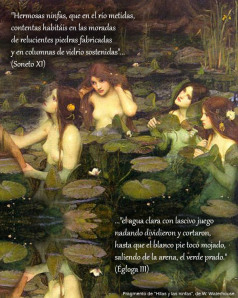 "Hermosas ninfas, que en el río metidas,
contentas habitáis en las moradas
de relucientes piedras fabricadas
y en columnas de vidrio sostenidas"...
(Soneto XI)
..."el agua clara con lascivo juego
nadando dividieron y cortaron,
hasta que el blanco pie tocó mojado,
saliendo de la arena, el verde prado."
(Égloga III)
Fragmento de "Hilas y las ninfas", de W. Waterhouse